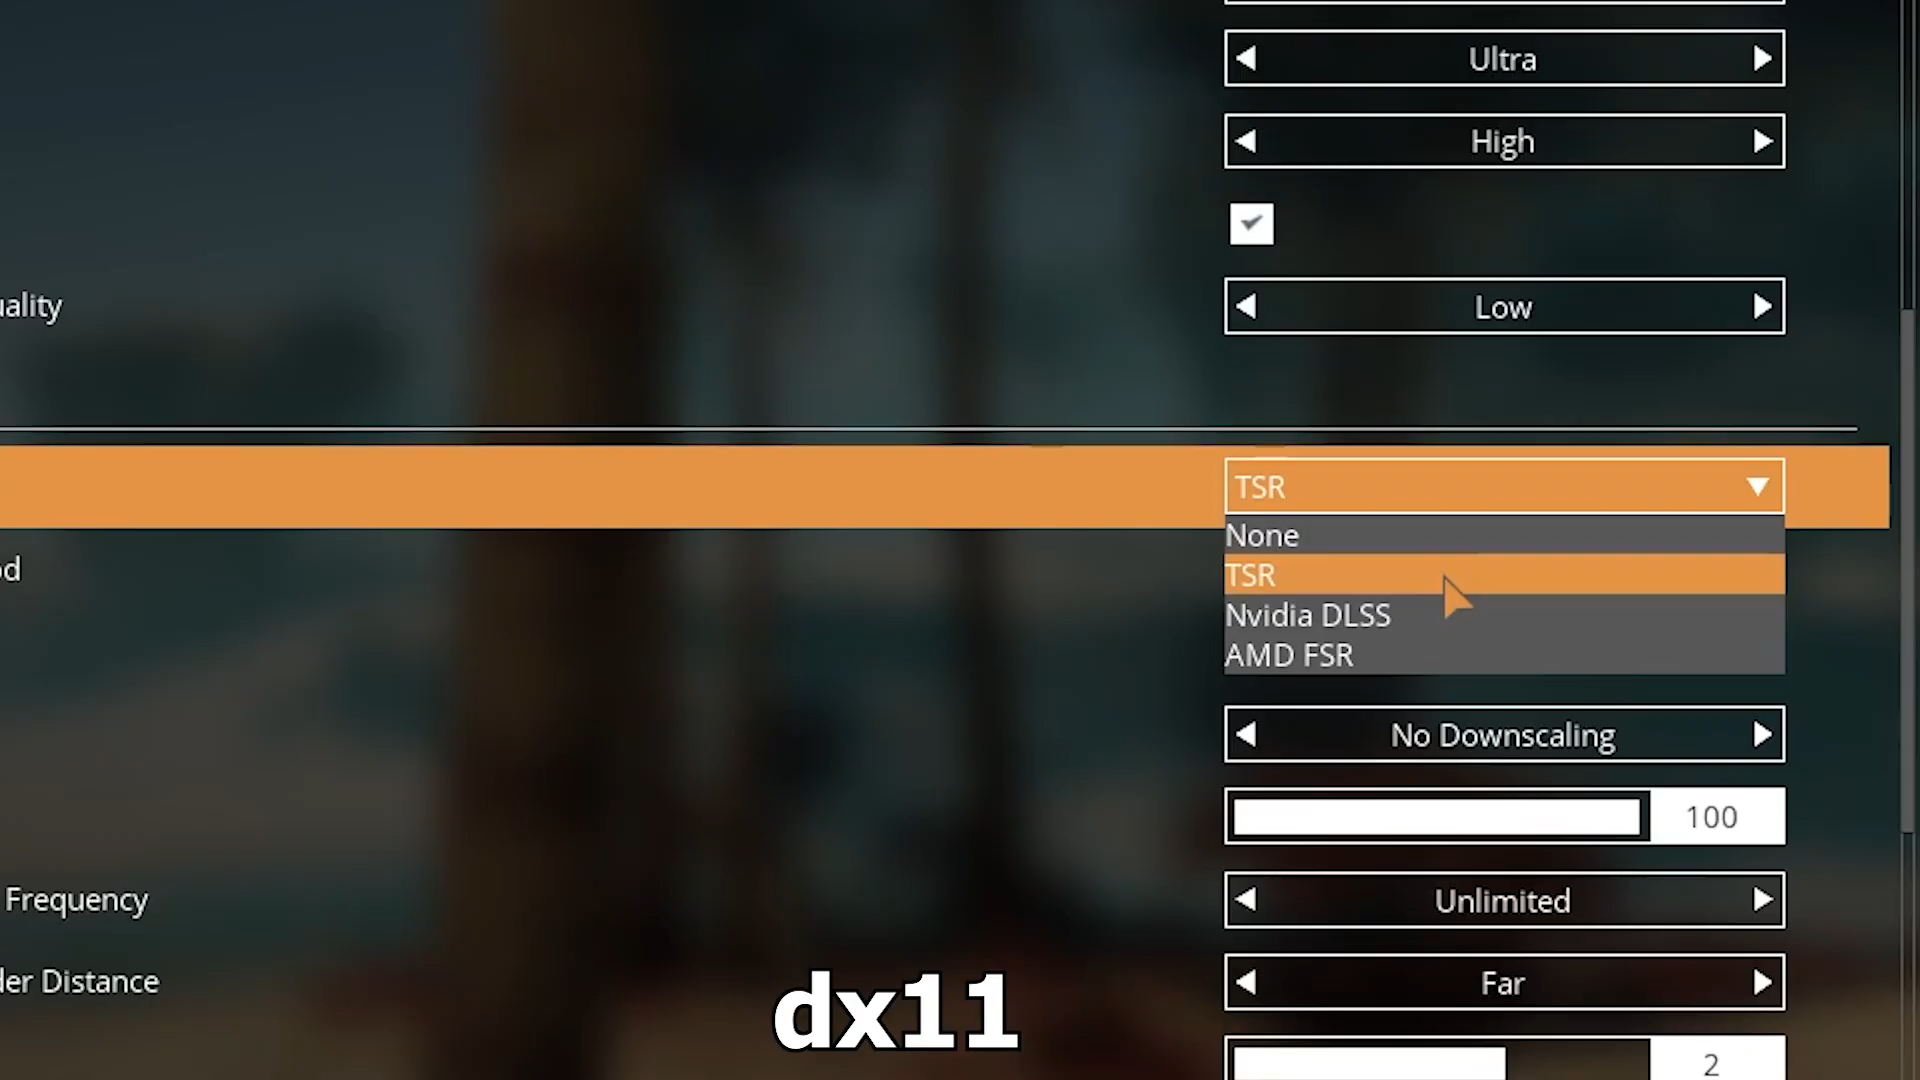 Ultra
High
uality
Low
TSR
None
TSR
Nvidia DLSS
AMD FSR
od
No Downscaling
100
Frequency
Unlimited
der Distance
Far
dx11
2